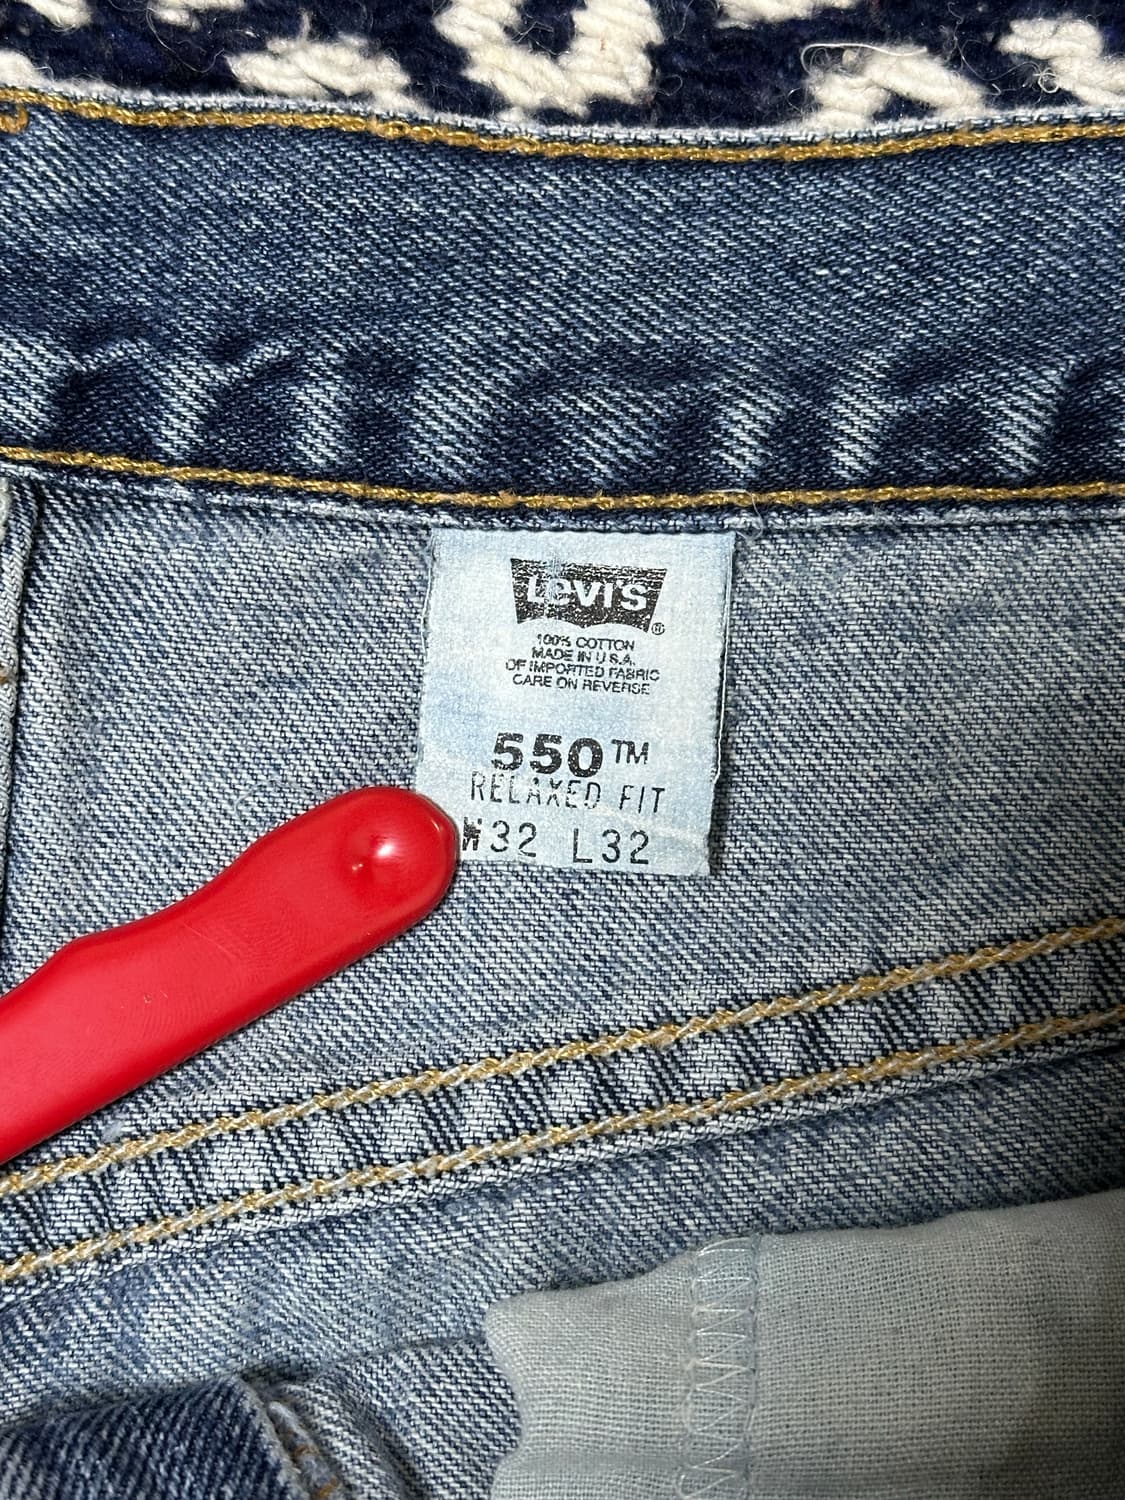 LEVI'S ®
100% COTTON
MADE IN U.S.A.
OF IMPORTED FABRIC
CARE ON REVERSE
550™
RELAXED FIT
W32 L32